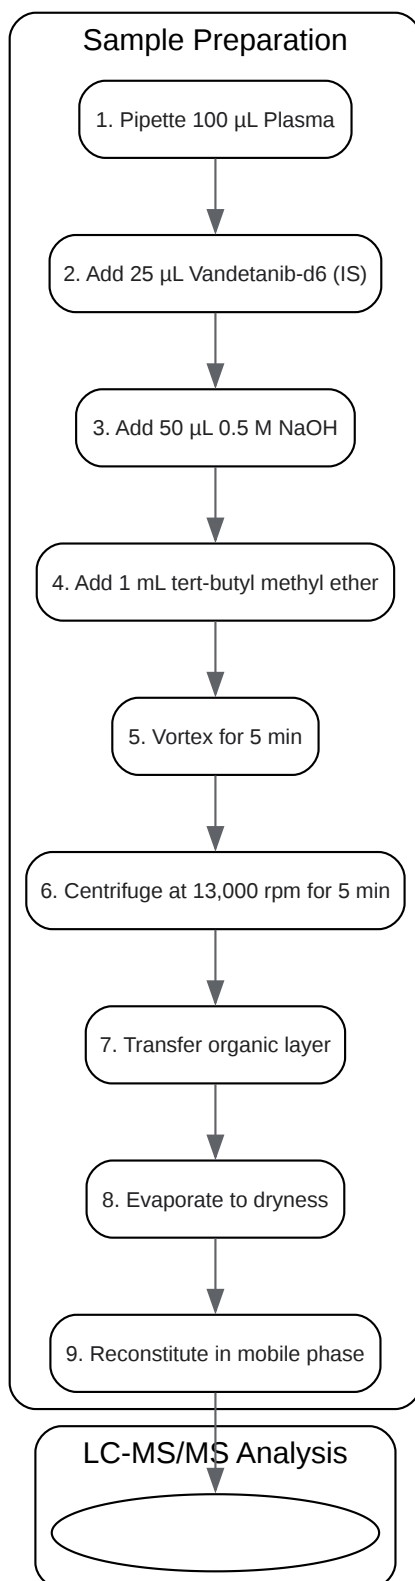 Sample Preparation
1. Pipette 100 µL Plasma
2. Add 25 µL Vandetanib-d6 (IS)
3. Add 50 µL 0.5 M NaOH
4. Add 1 mL tert-butyl methyl ether
5. Vortex for 5 min
6. Centrifuge at 13,000 rpm for 5 min
7. Transfer organic layer
8. Evaporate to dryness
9. Reconstitute in mobile phase
LC-MS/MS Analysis